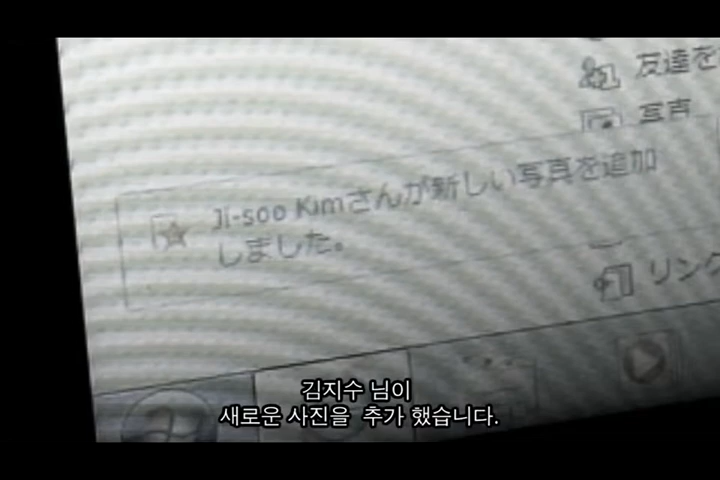 友達を
写真
Ji-soo Kimさんが新しい写真を追加
しました。
リンク
김지수 님이
새로운 사진을 추가 했습니다.